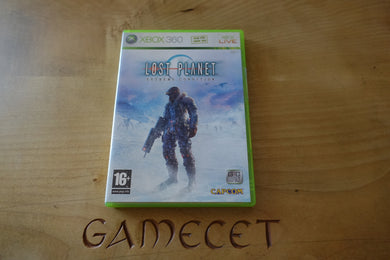 XBOX 360
LIVE
LOST PLANET
EXTREME CONDITION
16+
CAPCOM
GAMECET